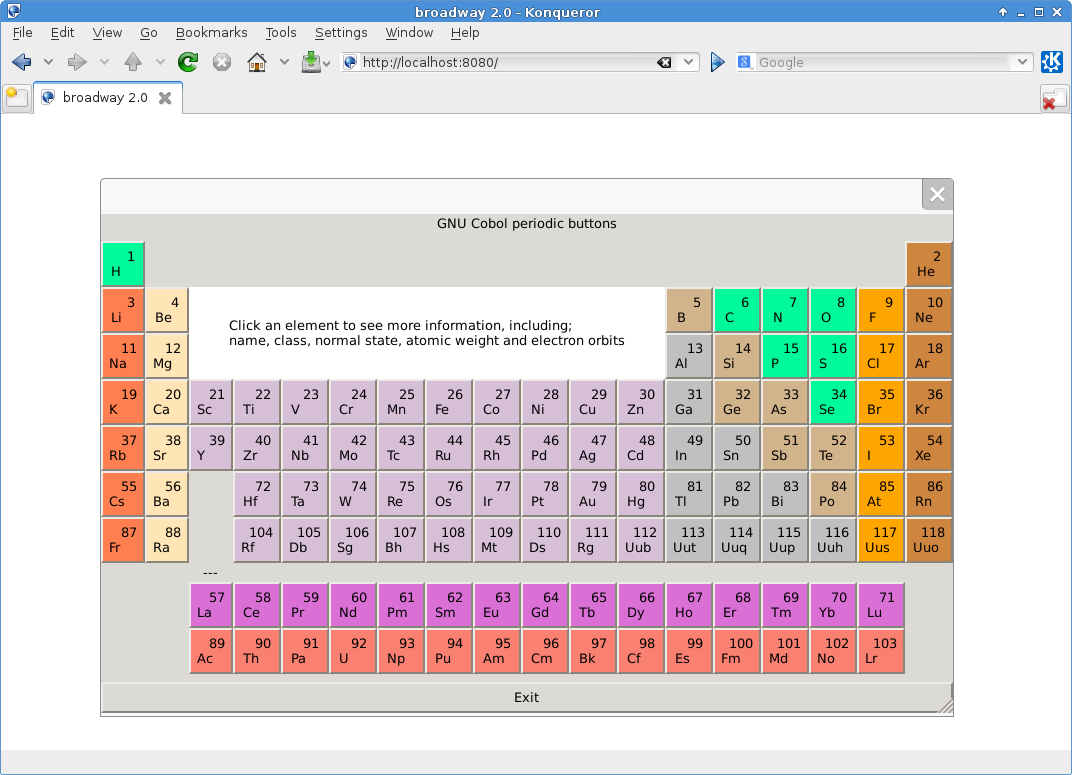 broadway 2.0 - Konqueror
File Edit View Go Bookmarks Tools Settings Window Help
http://localhost:8080/ Google
broadway 2.0
GNU Cobol periodic buttons
1 2
H He
3 4 5 6 7 8 9 10
Li Be B C N O F Ne
Click an element to see more information, including;
name, class, normal state, atomic weight and electron orbits
11 12 13 14 15 16 17 18
Na Mg Al Si P S Cl Ar
19 20 21 22 23 24 25 26 27 28 29 30 31 32 33 34 35 36
K Ca Sc Ti V Cr Mn Fe Co Ni Cu Zn Ga Ge As Se Br Kr
37 38 39 40 41 42 43 44 45 46 47 48 49 50 51 52 53 54
Rb Sr Y Zr Nb Mo Tc Ru Rh Pd Ag Cd In Sn Sb Te I Xe
55 56 72 73 74 75 76 77 78 79 80 81 82 83 84 85 86
Cs Ba Hf Ta W Re Os Ir Pt Au Hg Tl Pb Bi Po At Rn
87 88 104 105 106 107 108 109 110 111 112 113 114 115 116 117 118
Fr Ra Rf Db Sg Bh Hs Mt Ds Rg Uub Uut Uuq Uup Uuh Uus Uuo
---
57 58 59 60 61 62 63 64 65 66 67 68 69 70 71
La Ce Pr Nd Pm Sm Eu Gd Tb Dy Ho Er Tm Yb Lu
89 90 91 92 93 94 95 96 97 98 99 100 101 102 103
Ac Th Pa U Np Pu Am Cm Bk Cf Es Fm Md No Lr
Exit